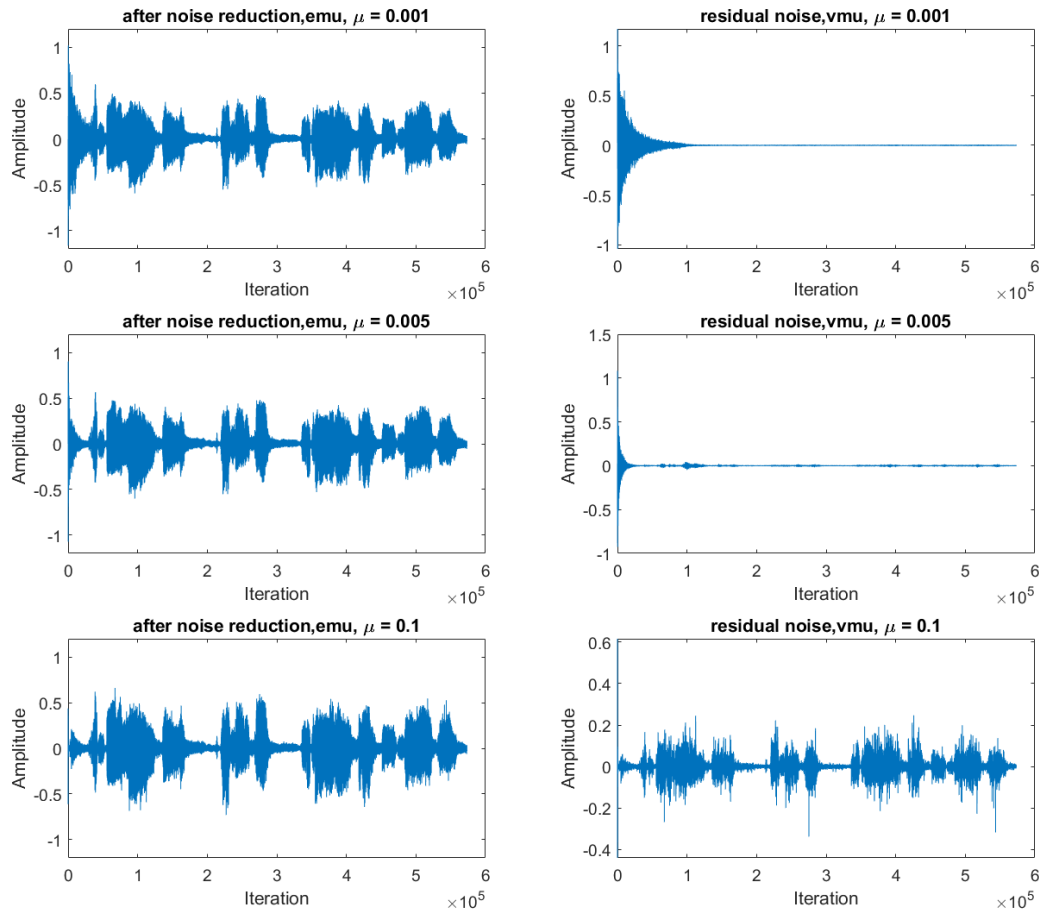 after noise reduction,emu, μ = 0.001
Amplitude
1
0.5
0
-0.5
-1
0 1 2 3 4 5 6
Iteration
×10^5
residual noise,vmu, μ = 0.001
Amplitude
1
0.5
0
-0.5
-1
0 1 2 3 4 5 6
Iteration
×10^5
after noise reduction,emu, μ = 0.005
Amplitude
1
0.5
0
-0.5
-1
0 1 2 3 4 5 6
Iteration
×10^5
residual noise,vmu, μ = 0.005
Amplitude
1.5
1
0.5
0
-0.5
-1
0 1 2 3 4 5 6
Iteration
×10^5
after noise reduction,emu, μ = 0.1
Amplitude
1
0.5
0
-0.5
-1
0 1 2 3 4 5 6
Iteration
×10^5
residual noise,vmu, μ = 0.1
Amplitude
0.6
0.4
0.2
0
-0.2
-0.4
0 1 2 3 4 5 6
Iteration
×10^5